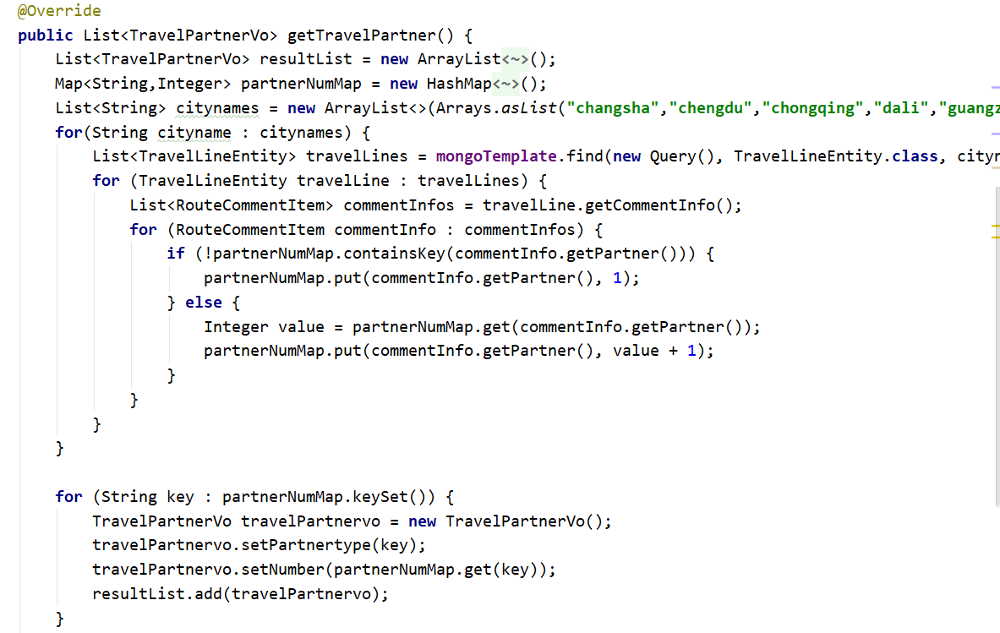 @Override
public List<TravelPartnerVo> getTravelPartner() {
    List<TravelPartnerVo> resultList = new ArrayList<~>();
    Map<String,Integer> partnerNumMap = new HashMap<~>();
    List<String> citynames = new ArrayList<>(Arrays.asList("changsha","chengdu","chongqing","dali","guangz
    for(String cityname : citynames) {
        List<TravelLineEntity> travelLines = mongoTemplate.find(new Query(), TravelLineEntity.class, cityn
        for (TravelLineEntity travelLine : travelLines) {
            List<RouteCommentItem> commentInfos = travelLine.getCommentInfo();
            for (RouteCommentItem commentInfo : commentInfos) {
                if (!partnerNumMap.containsKey(commentInfo.getPartner())) {
                    partnerNumMap.put(commentInfo.getPartner(), 1);
                } else {
                    Integer value = partnerNumMap.get(commentInfo.getPartner());
                    partnerNumMap.put(commentInfo.getPartner(), value + 1);
                }
            }
        }
    }
    for (String key : partnerNumMap.keySet()) {
        TravelPartnerVo travelPartnervo = new TravelPartnerVo();
        travelPartnervo.setPartnertype(key);
        travelPartnervo.setNumber(partnerNumMap.get(key));
        resultList.add(travelPartnervo);
    }